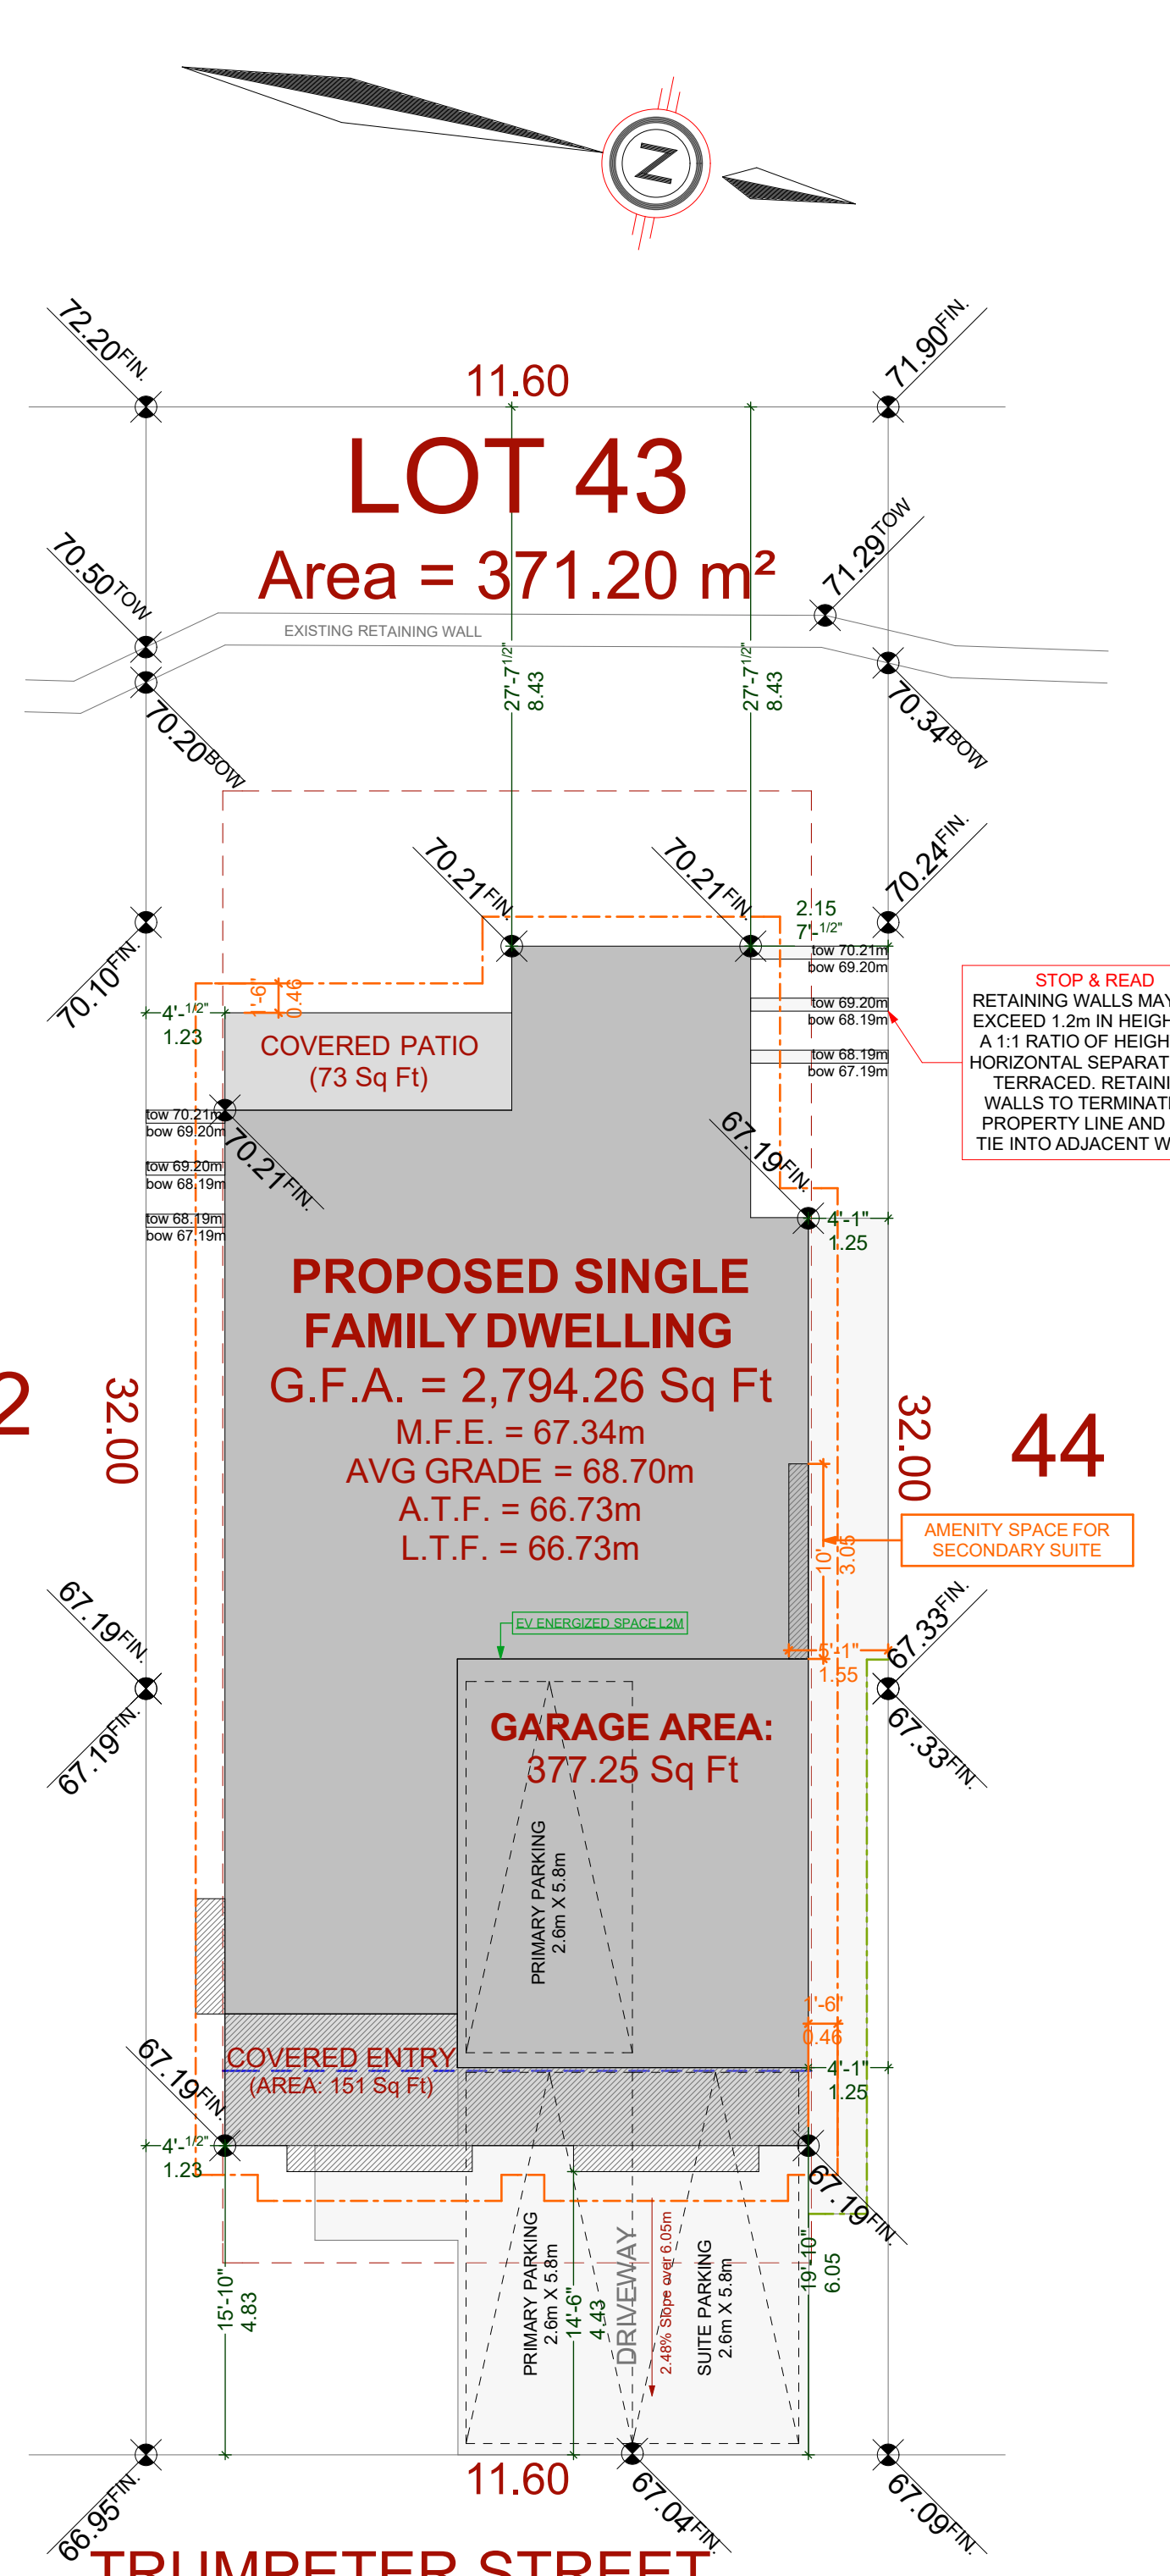 N
72.20FIN.
71.90FIN.
11.60
LOT 43
Area = 371.20 m²
70.50TOW
71.29TOW
EXISTING RETAINING WALL
27'-71/2"
8.43
27'-71/2"
8.43
70.20BOW
70.34BOW
70.21FIN.
70.21FIN.
70.24FIN.
70.10FIN.
2.15
7'-1/2"
tow 70.21m
bow 69.20m
tow 69.20m
bow 68.19m
tow 68.19m
bow 67.19m
STOP & READ
RETAINING WALLS MAY
EXCEED 1.2m IN HEIGH
A 1:1 RATIO OF HEIGH
HORIZONTAL SEPARAT
TERRACED. RETAINI
WALLS TO TERMINAT
PROPERTY LINE AND
TIE INTO ADJACENT W
1'-6"
0.46
4'-1/2"
1.23
COVERED PATIO
(73 Sq Ft)
tow 70.21m
bow 69.20m
tow 69.20m
bow 68.19m
tow 68.19m
bow 67.19m
70.21FIN.
67.19FIN.
4'-1"
1.25
PROPOSED SINGLE
FAMILY DWELLING
G.F.A. = 2,794.26 Sq Ft
M.F.E. = 67.34m
AVG GRADE = 68.70m
A.T.F. = 66.73m
L.T.F. = 66.73m
2
32.00
32.00
44
10'
3.05
AMENITY SPACE FOR
SECONDARY SUITE
67.19FIN.
67.19FIN.
EV ENERGIZED SPACE L2M
5'-1"
1.55
67.33FIN.
67.33FIN.
GARAGE AREA:
377.25 Sq Ft
PRIMARY PARKING
2.6m X 5.8m
1'-6"
0.46
67.19FIN.
COVERED ENTRY
(AREA: 151 Sq Ft)
4'-1"
1.25
4'-1/2"
1.23
67.19FIN.
15'-10"
4.83
PRIMARY PARKING
2.6m X 5.8m
14'-6"
4.43
DRIVEWAY
2.48% Slope over 6.05m
SUITE PARKING
2.6m X 5.8m
19'-10"
6.05
11.60
66.95FIN.
67.04FIN.
67.09FIN.
TRUMPETER STREET